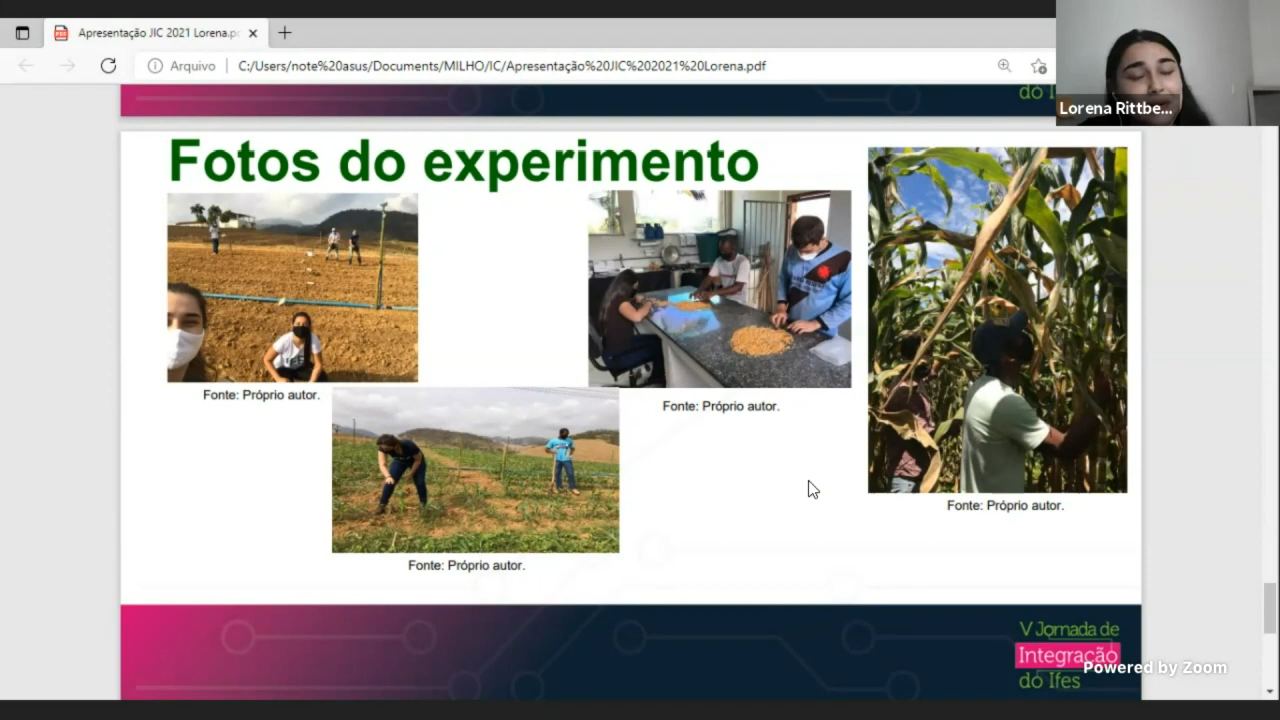 Apresentação JIC 2021 Lorena.pd
Arquivo
C:/Users/note%20asus/Documents/MILHO/IC/Apresentação%20JIC%202021%20Lorena.pdf
Lorena Rittbe...
Fotos do experimento
Fonte: Próprio autor.
Fonte: Próprio autor.
Fonte: Próprio autor.
Fonte: Próprio autor.
V Jornada de
Integração
do Ifes
Powered by Zoom